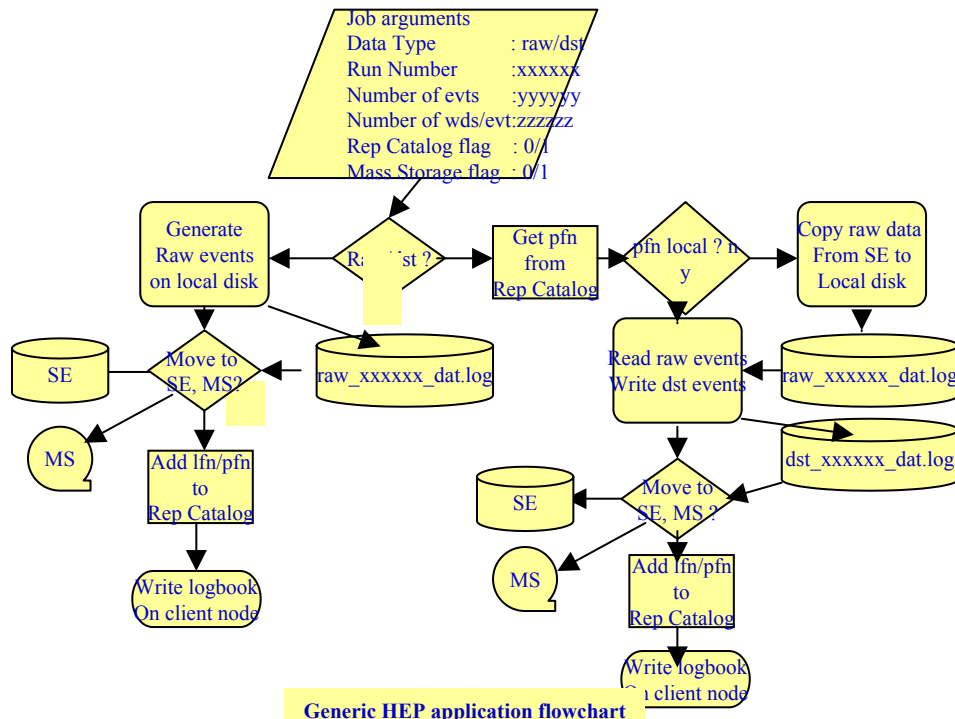 Job arguments
Data Type : raw/dst
Run Number :xxxxxx
Number of evts :yyyyyy
Number of wds/evt:zzzzzz
Rep Catalog flag : 0/1
Mass Storage flag : 0/1
Generate
Raw events
on local disk
st ?
Get pfn
from
Rep Catalog
pfn local ? n
y
Copy raw data
From SE to
Local disk
SE
Move to
SE, MS?
raw_xxxxxx_dat.log
Read raw events
Write dst events
raw_xxxxxx_dat.log
MS
Add lfn/pfn
to
Rep Catalog
dst_xxxxxx_dat.log
SE
Move to
SE, MS ?
Write logbook
On client node
MS
Add lfn/pfn
to
Rep Catalog
Write logbook
On client node
Generic HEP application flowchart